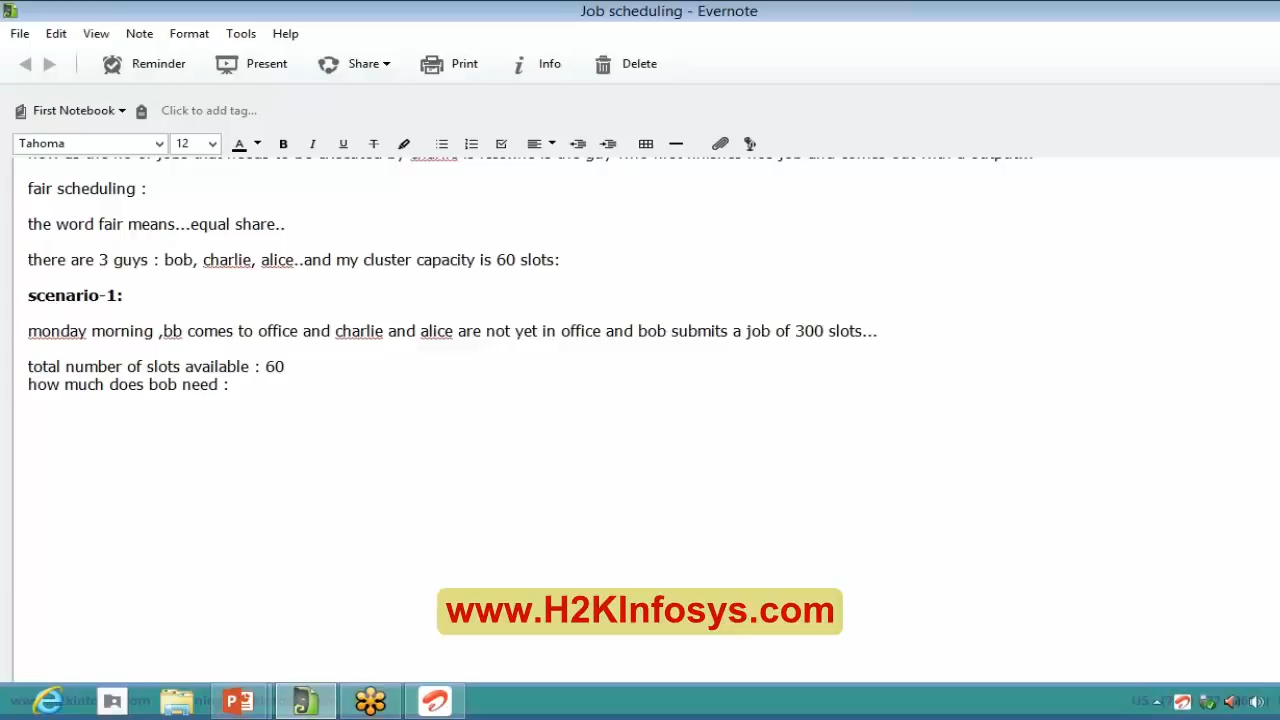 Job scheduling - Evernote
File Edit View Note Format Tools Help
Reminder Present Share Print Info Delete
First Notebook Click to add tag...
Tahoma 12
fair scheduling :
the word fair means...equal share..
there are 3 guys : bob, charlie, alice..and my cluster capacity is 60 slots:
scenario-1:
monday morning ,bb comes to office and charlie and alice are not yet in office and bob submits a job of 300 slots...
total number of slots available : 60
how much does bob need :
www.H2KInfosys.com